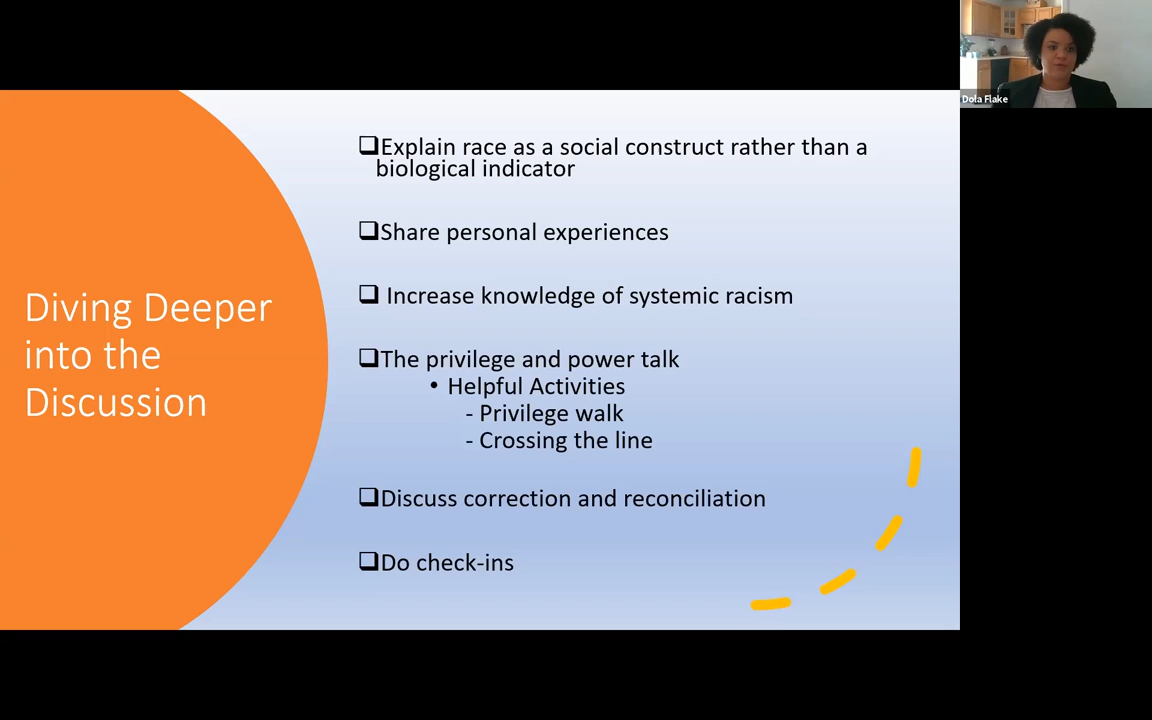 Dola Flake
Diving Deeper
into the
Discussion
❑Explain race as a social construct rather than a
biological indicator
❑Share personal experiences
❑ Increase knowledge of systemic racism
❑The privilege and power talk
• Helpful Activities
- Privilege walk
- Crossing the line
❑Discuss correction and reconciliation
❑Do check-ins